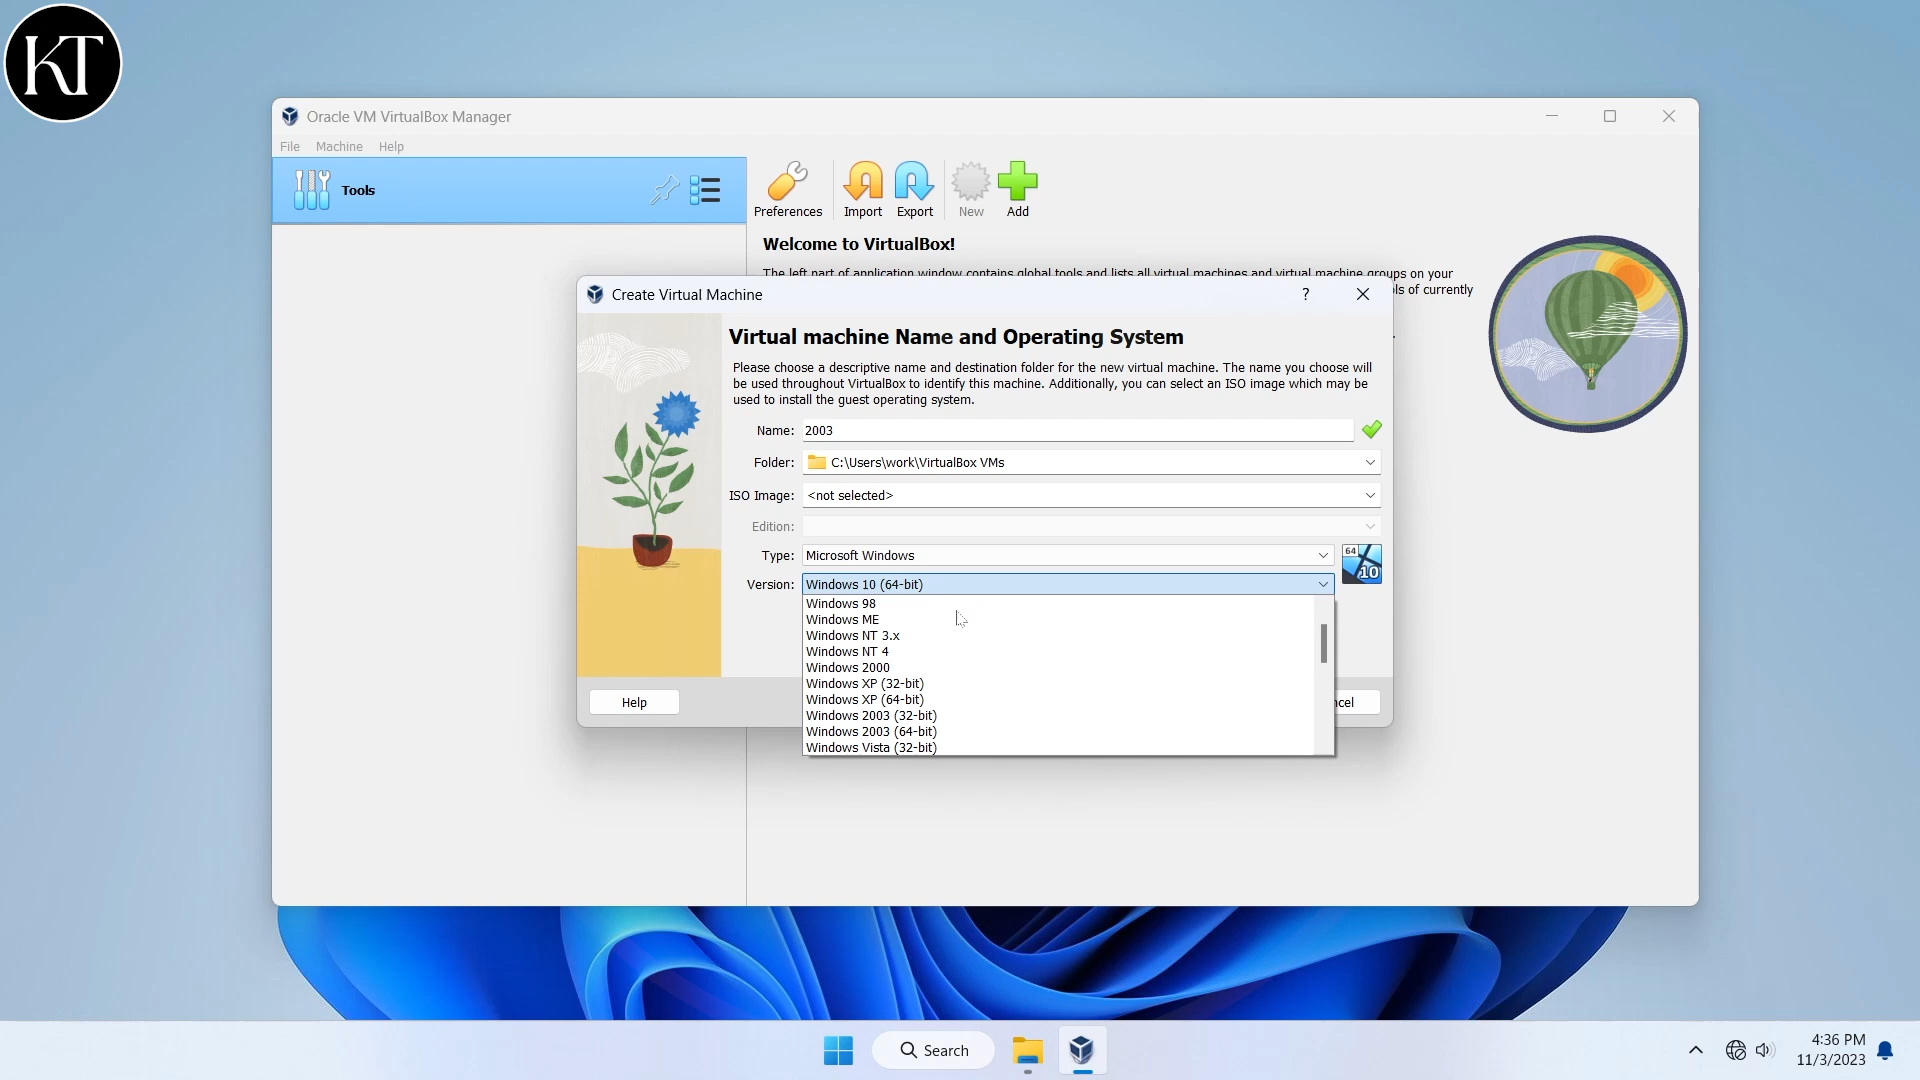 KT
Oracle VM VirtualBox Manager
File Machine Help
Tools
Preferences Import Export New Add
Welcome to VirtualBox!
The left part of application window contains global tools and lists all virtual machines and virtual machine groups on your
ls of currently
Create Virtual Machine ?
Virtual machine Name and Operating System
Please choose a descriptive name and destination folder for the new virtual machine. The name you choose will
be used throughout VirtualBox to identify this machine. Additionally, you can select an ISO image which may be
used to install the guest operating system.
Name: 2003
Folder: C:\Users\work\VirtualBox VMs
ISO Image: <not selected>
Edition:
Type: Microsoft Windows
64
10
Version: Windows 10 (64-bit)
Windows 98
Windows ME
Windows NT 3.x
Windows NT 4
Windows 2000
Windows XP (32-bit)
Windows XP (64-bit)
Windows 2003 (32-bit)
Windows 2003 (64-bit)
Windows Vista (32-bit)
Help
cel
Search
4:36 PM
11/3/2023